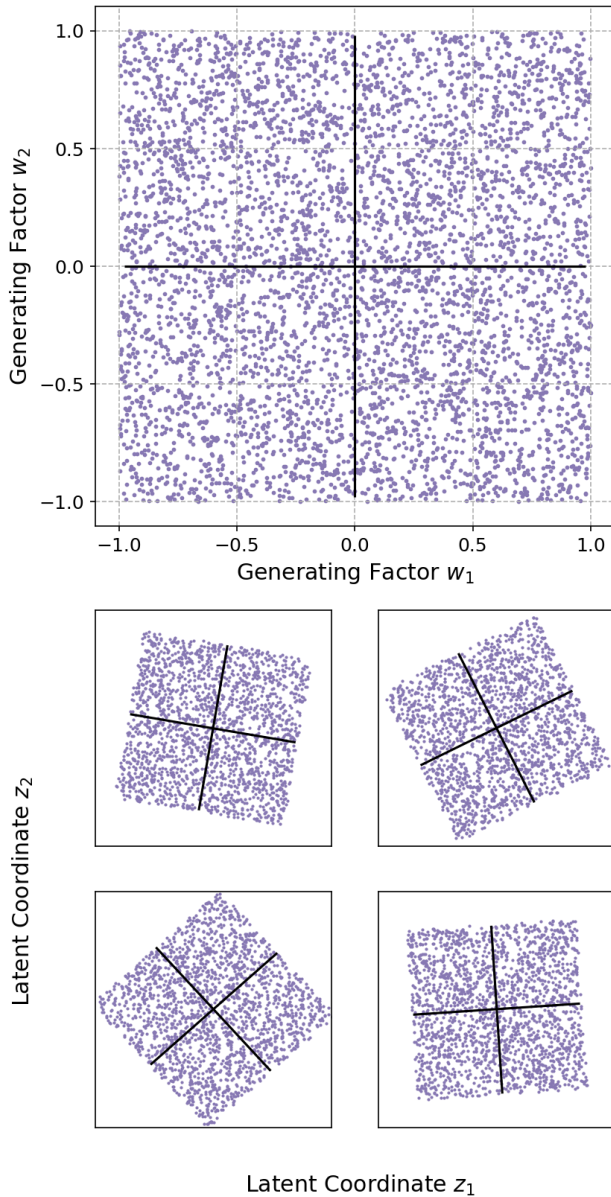 1.0
0.5
0.0
−0.5
−1.0
Generating Factor w₂
−1.0 −0.5 0.0 0.5 1.0
Generating Factor w₁
Latent Coordinate z₂
Latent Coordinate z₁